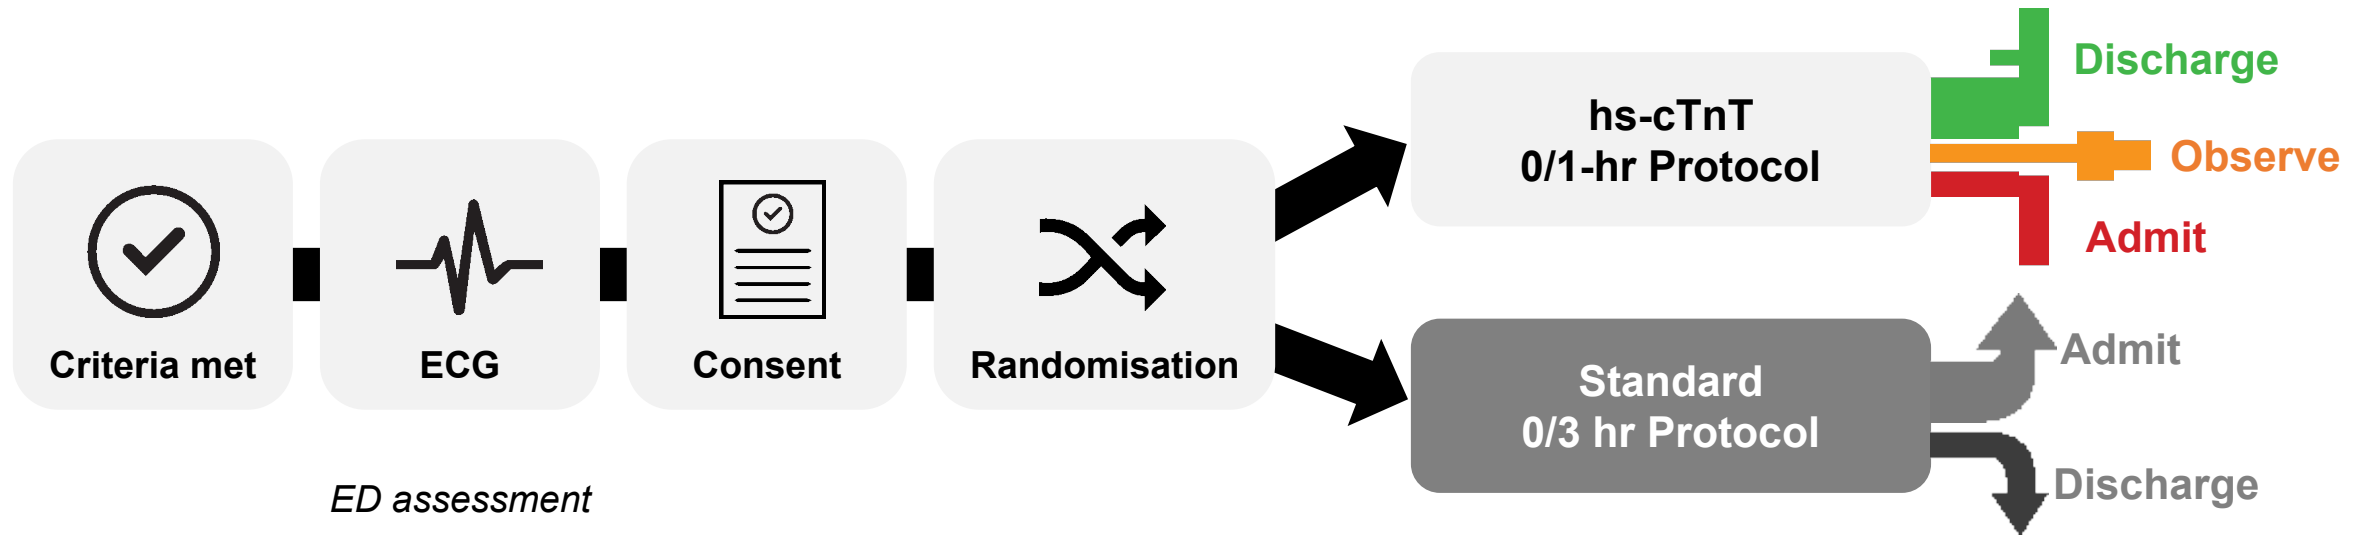 Criteria met
ECG
Consent
Randomisation
ED assessment
hs-cTnT
0/1-hr Protocol
Discharge
Observe
Admit
Standard
0/3 hr Protocol
Admit
Discharge